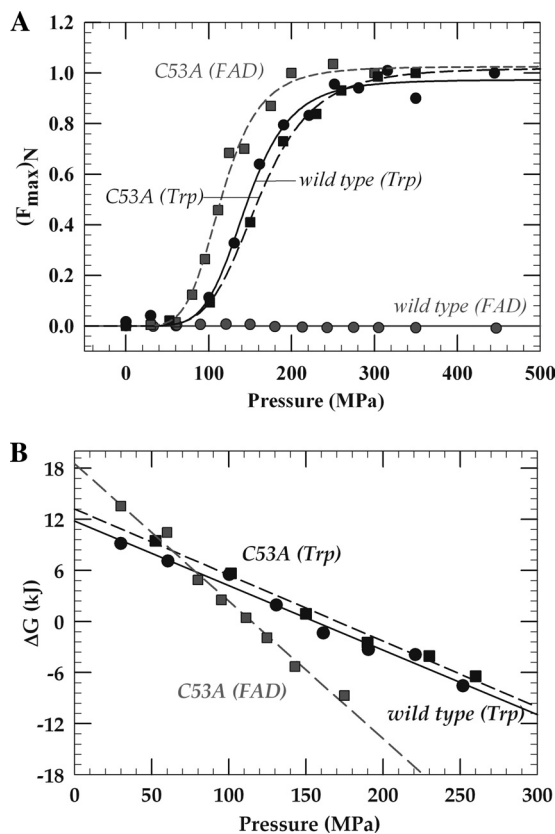 A
1.2
1.0
0.8
0.6
0.4
0.2
0.0
(Fmax)N
C53A (FAD)
C53A (Trp)
wild type (Trp)
wild type (FAD)
0 100 200 300 400 500
Pressure (MPa)
B
18
12
6
0
-6
-12
-18
ΔG (kJ)
C53A (Trp)
C53A (FAD)
wild type (Trp)
0 50 100 150 200 250 300
Pressure (MPa)